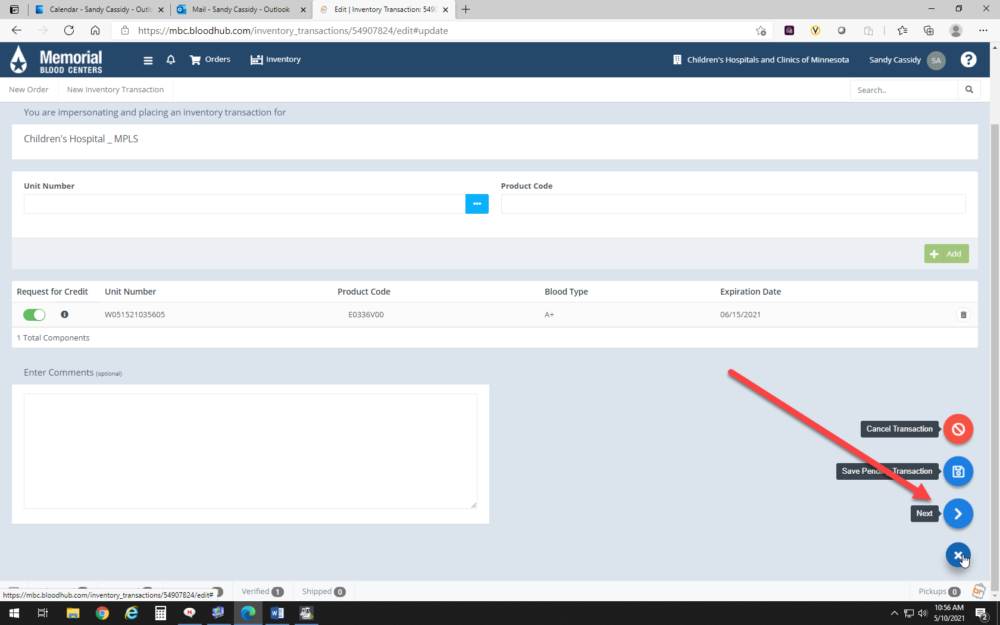 Calendar - Sandy Cassidy - Outlo
Mail - Sandy Cassidy - Outlook
Edit | Inventory Transaction: 5490
https://mbc.bloodhub.com/inventory_transactions/54907824/edit#update
Memorial
BLOOD CENTERS
Orders
Inventory
Children's Hospitals and Clinics of Minnesota
Sandy Cassidy
SA
?
New Order
New Inventory Transaction
Search..
You are impersonating and placing an inventory transaction for
Children's Hospital _ MPLS
Unit Number
Product Code
Add
Request for Credit
Unit Number
Product Code
Blood Type
Expiration Date
W051521035605
E0336V00
A+
06/15/2021
1 Total Components
Enter Comments (optional)
Cancel Transaction
Save Pending Transaction
Next
https://mbc.bloodhub.com/inventory_transactions/54907824/edit#
Verified 1
Shipped 0
Pickups 0
10:56 AM
5/10/2021
2